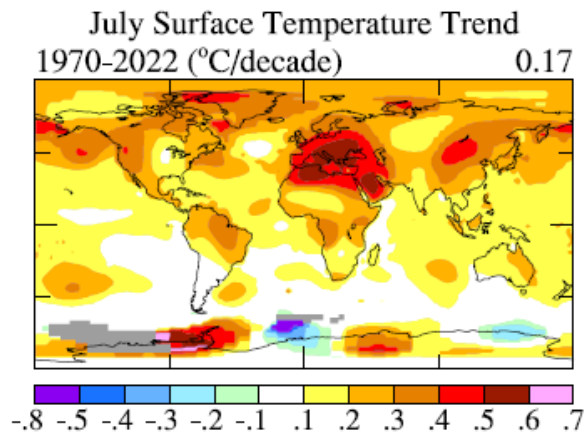 July Surface Temperature Trend
1970-2022 (°C/decade) 0.17
-.8 -.5 -.4 -.3 -.2 -.1 .1 .2 .3 .4 .5 .6 .7